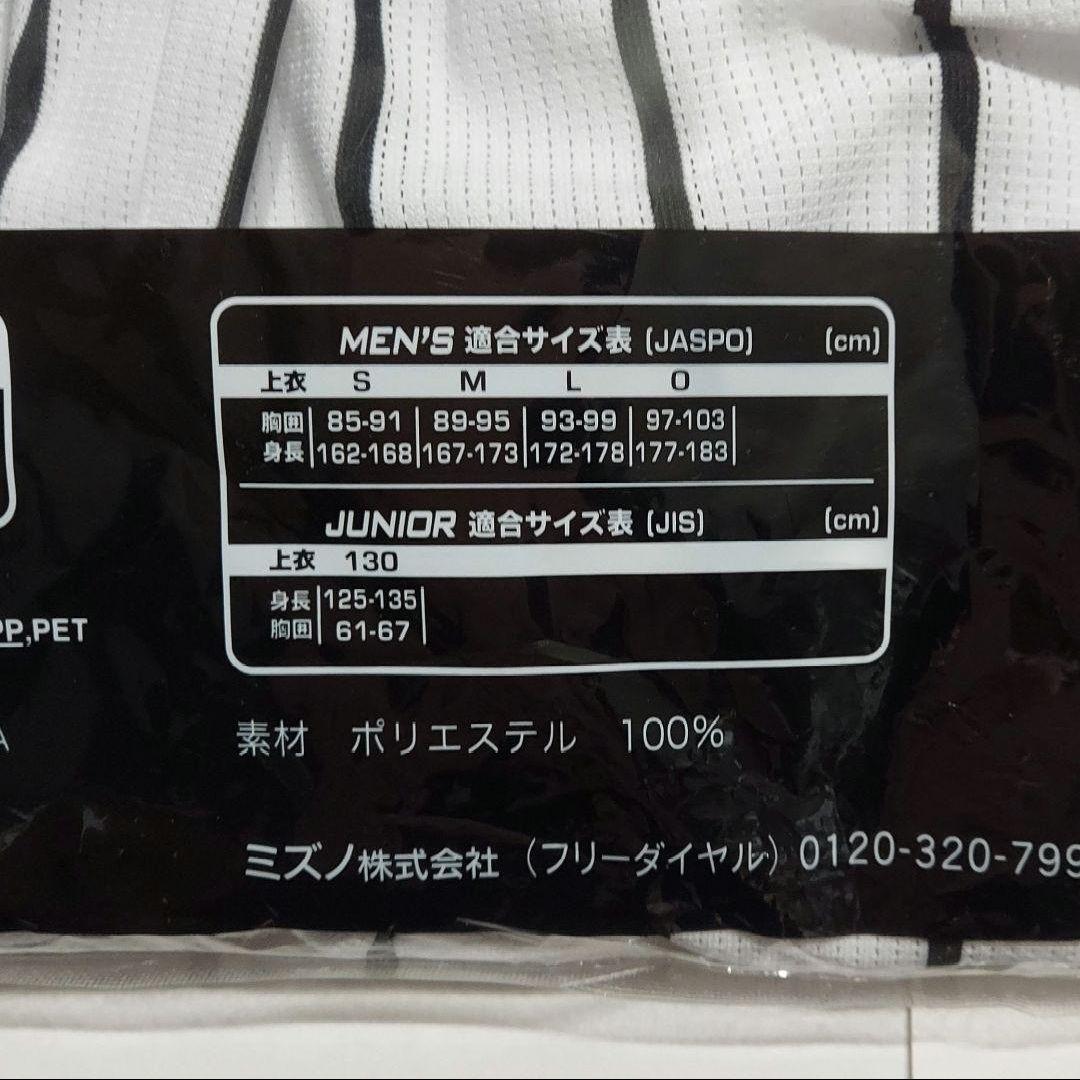 MEN'S 適合サイズ表 (JASPO) (cm)
上衣 S M L O
胸囲 85-91 89-95 93-99 97-103
身長 162-168 167-173 172-178 177-183
JUNIOR 適合サイズ表 (JIS) (cm)
上衣 130
身長 125-135
胸囲 61-67
PP,PET
A
素材 ポリエステル 100%
ミズノ株式会社 (フリーダイヤル) 0120-320-799